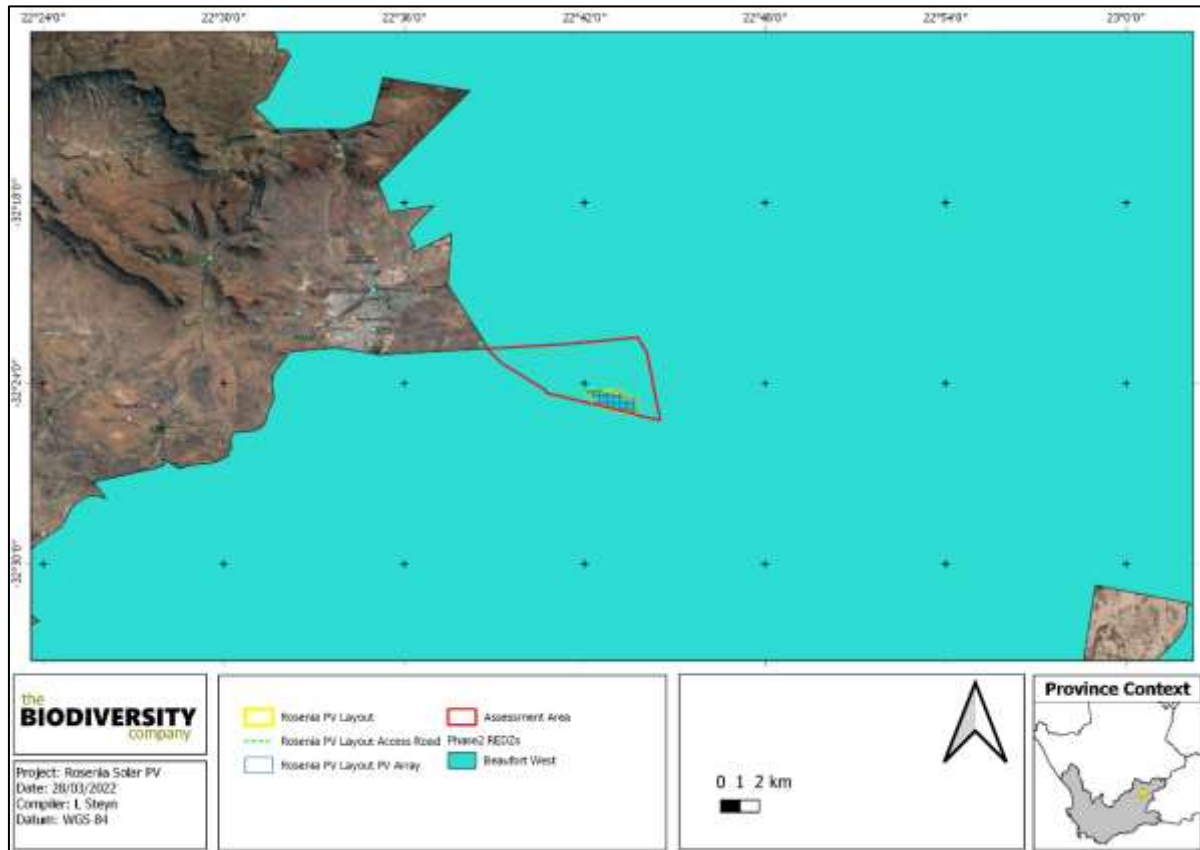 22°24'0" 22°30'0" 22°36'0" 22°42'0" 22°48'0" 22°54'0" 23°0'0"
-32°18'0"
-32°24'0"
-32°30'0"
the
BIODIVERSITY
company
Project: Rosenia Solar PV
Date: 28/03/2022
Compiler: L Steyn
Datum: WGS 84
Rosenia PV Layout
Rosenia PV Layout Access Road
Rosenia PV Layout PV Array
Assessment Area
Phase2 REDZs
Beaufort West
0 1 2 km
Province Context